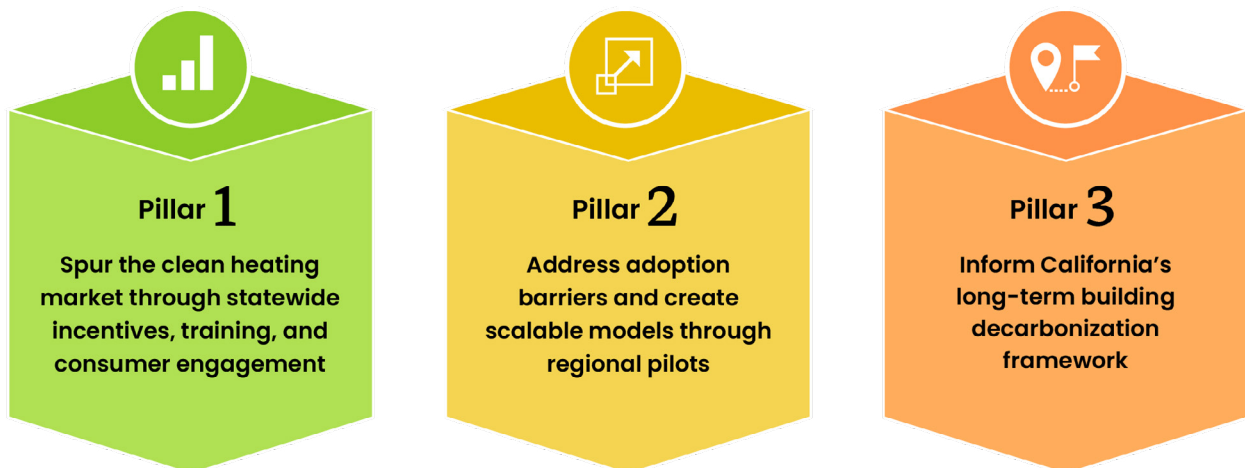 Pillar 1
Spur the clean heating
market through statewide
incentives, training, and
consumer engagement
Pillar 2
Address adoption
barriers and create
scalable models through
regional pilots
Pillar 3
Inform California’s
long-term building
decarbonization
framework